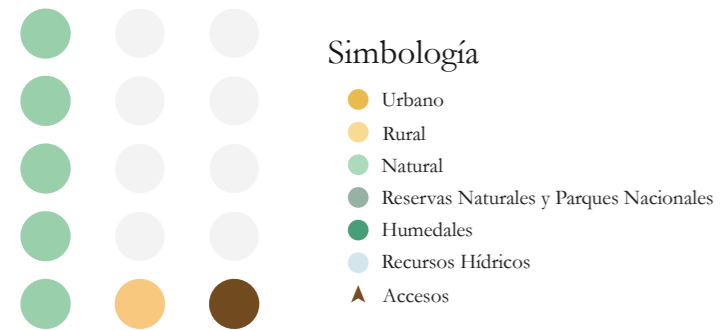 Simbología
Urbano
Rural
Natural
Reservas Naturales y Parques Nacionales
Humedales
Recursos Hídricos
Accesos